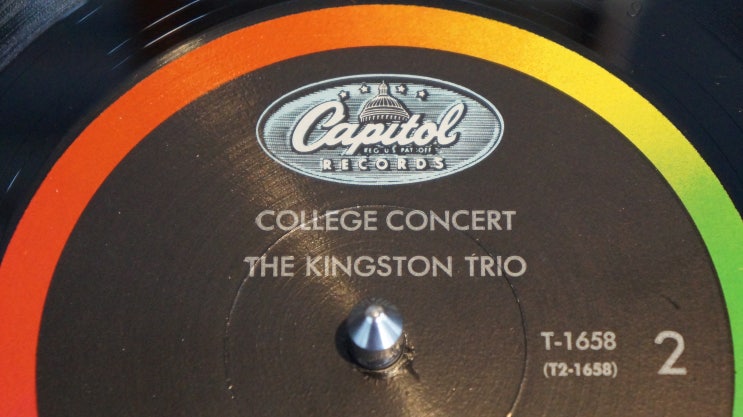 Capitol
REG. U.S. PAT. OFF.
RECORDS
COLLEGE CONCERT
THE KINGSTON TRIO
T-1658
(T2-1658)
2